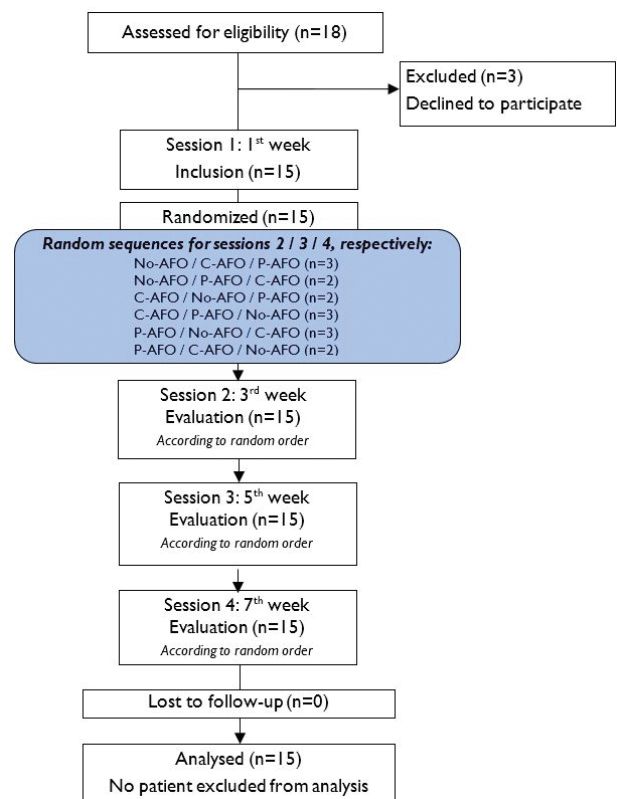 Assessed for eligibility (n=18)
Excluded (n=3)
Declined to participate
Session 1: 1st week
Inclusion (n=15)
Randomized (n=15)
Random sequences for sessions 2 / 3 / 4, respectively:
No-AFO / C-AFO / P-AFO (n=3)
No-AFO / P-AFO / C-AFO (n=2)
C-AFO / No-AFO / P-AFO (n=2)
C-AFO / P-AFO / No-AFO (n=3)
P-AFO / No-AFO / C-AFO (n=3)
P-AFO / C-AFO / No-AFO (n=2)
Session 2: 3rd week
Evaluation (n=15)
According to random order
Session 3: 5th week
Evaluation (n=15)
According to random order
Session 4: 7th week
Evaluation (n=15)
According to random order
Lost to follow-up (n=0)
Analysed (n=15)
No patient excluded from analysis